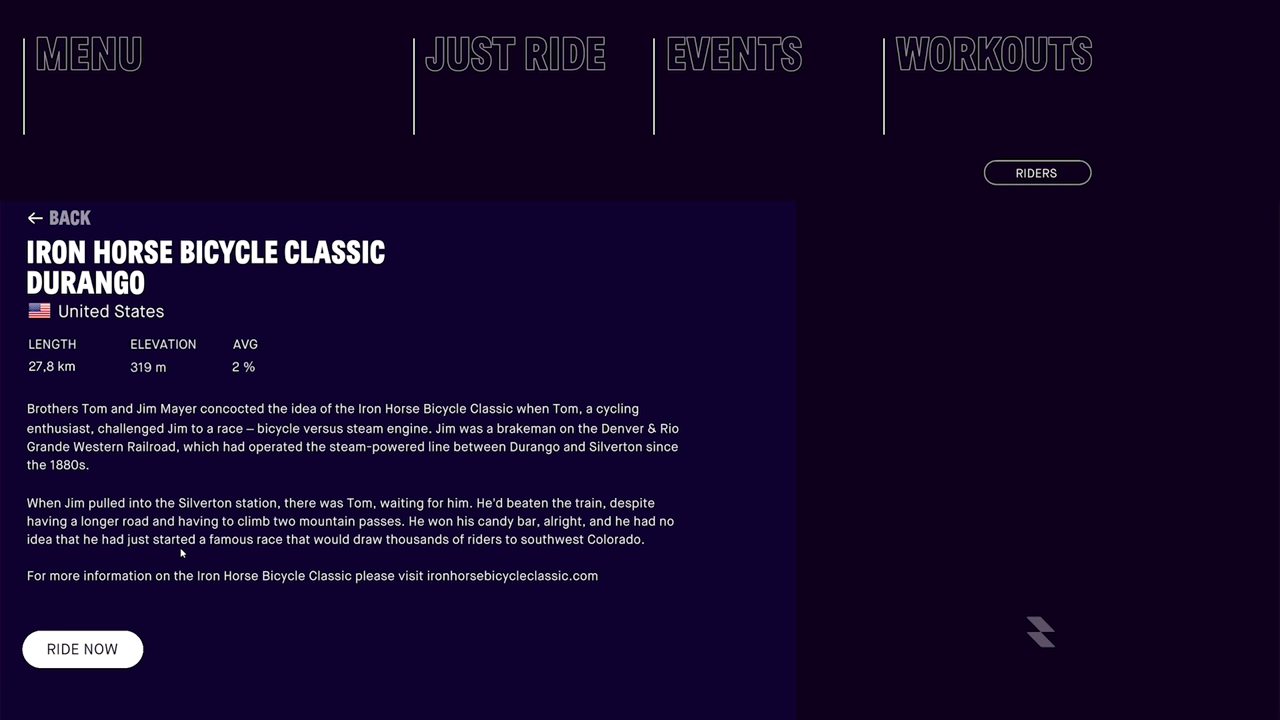 MENU
JUST RIDE
EVENTS
WORKOUTS
RIDERS
BACK
IRON HORSE BICYCLE CLASSIC
DURANGO
United States
LENGTH ELEVATION AVG
27,8 km 319 m 2 %
Brothers Tom and Jim Mayer concocted the idea of the Iron Horse Bicycle Classic when Tom, a cycling
enthusiast, challenged Jim to a race – bicycle versus steam engine. Jim was a brakeman on the Denver & Rio
Grande Western Railroad, which had operated the steam-powered line between Durango and Silverton since
the 1880s.
When Jim pulled into the Silverton station, there was Tom, waiting for him. He'd beaten the train, despite
having a longer road and having to climb two mountain passes. He won his candy bar, alright, and he had no
idea that he had just started a famous race that would draw thousands of riders to southwest Colorado.
For more information on the Iron Horse Bicycle Classic please visit ironhorsebicycleclassic.com
RIDE NOW